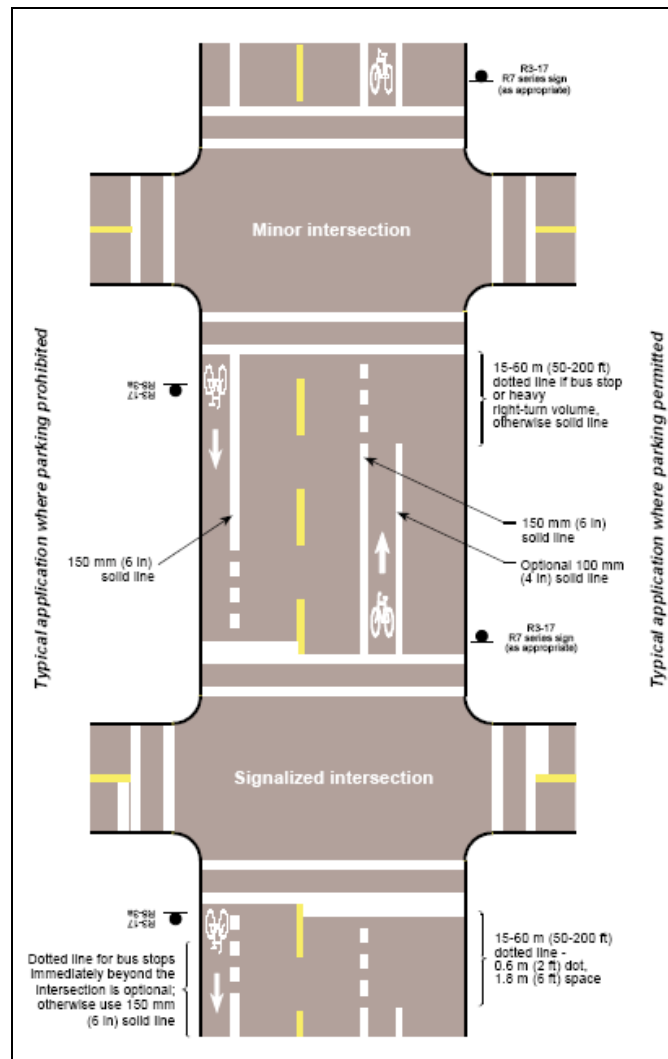 R3-17
R7 series sign
(as appropriate)
Minor intersection
Typical application where parking prohibited
Typical application where parking permitted
R3-17
R8-3a
15-60 m (50-200 ft)
dotted line if bus stop
or heavy
right-turn volume,
otherwise solid line
150 mm (6 in)
solid line
150 mm (6 in)
solid line
Optional 100 mm
(4 in) solid line
R3-17
R7 series sign
(as appropriate)
Signalized intersection
R3-17
R8-3a
Dotted line for bus stops
immediately beyond the
intersection is optional;
otherwise use 150 mm
(6 in) solid line
15-60 m (50-200 ft)
dotted line -
0.6 m (2 ft) dot,
1.8 m (6 ft) space